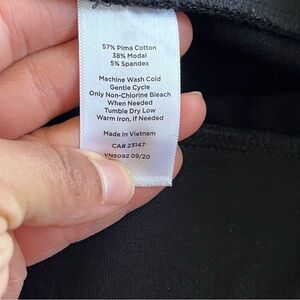 57% Pima Cotton
38% Modal
5% Spandex
Machine Wash Cold
Gentle Cycle
Only Non-Chlorine Bleach
When Needed
Tumble Dry Low
Warm Iron, If Needed
Made in Vietnam
CA# 23147
VN5092 09/20